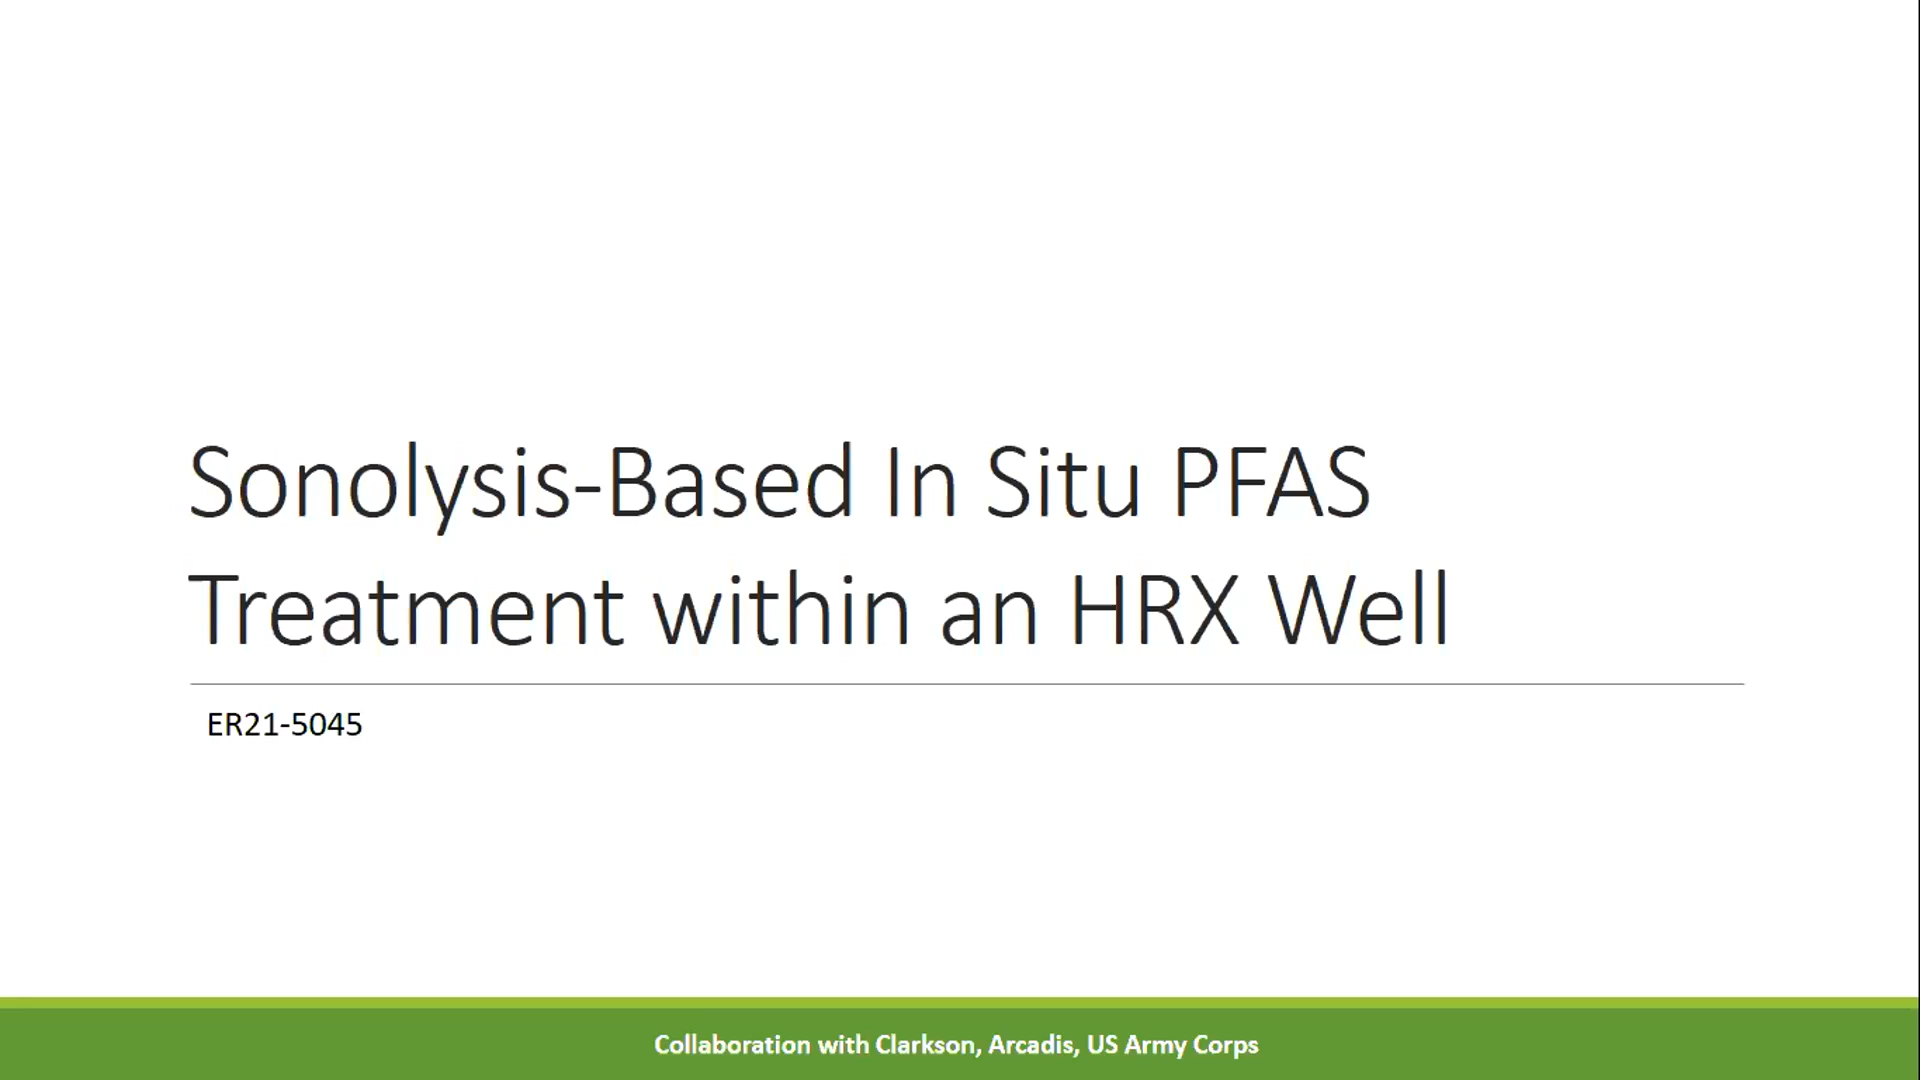 Sonolysis-Based In Situ PFAS
Treatment within an HRX Well
ER21-5045
Collaboration with Clarkson, Arcadis, US Army Corps